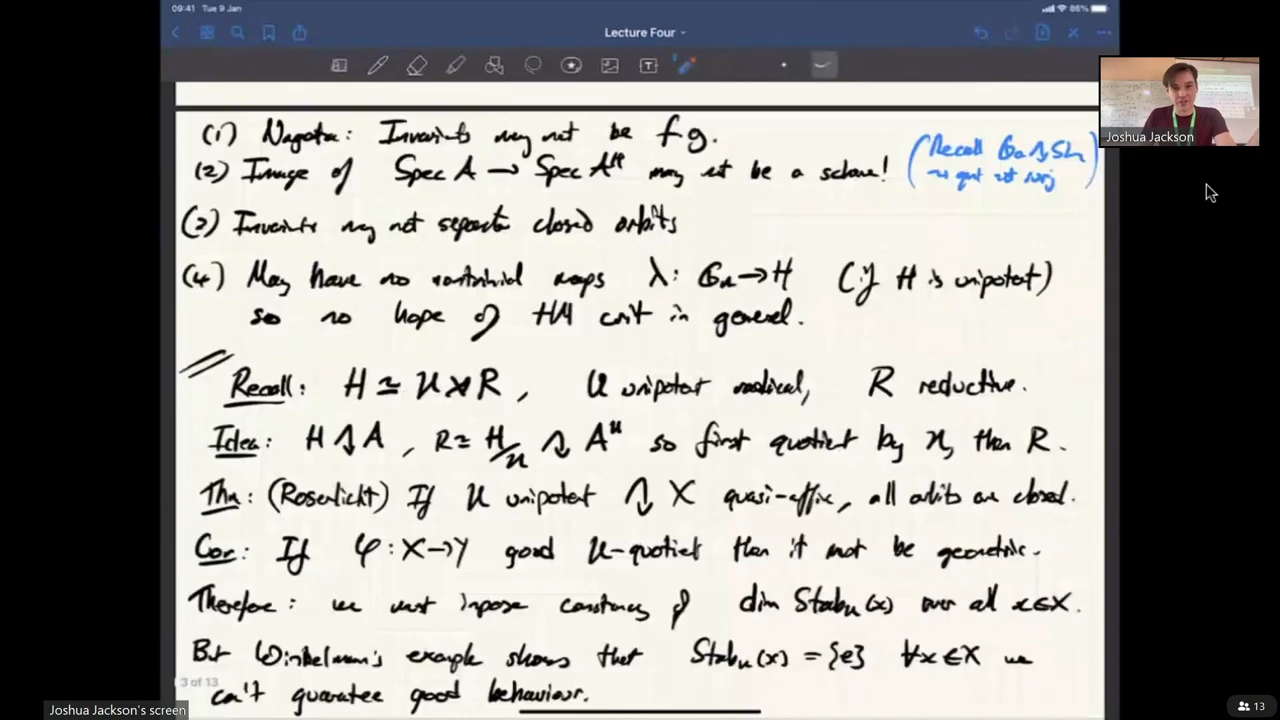 09:41 Tue 9 Jan
86%
Lecture Four
(1) Nagata: Invariants may not be f.g.
(2) Image of Spec A → Spec A^H may not be a scheme!
(Recall Ga ↷ SL
quot not surj)
(3) Invariants may not separate closed orbits
(4) May have no nontrivial maps λ: Gm → H (if H is unipotent)
so no hope of HM crit in general.
Recall: H ≃ U ⋊ R, U unipotent radical, R reductive.
Idea: H ↷ A, R ≃ H/U ↷ A^U so first quotient by U, then R.
Thm: (Rosenlicht) If U unipotent ↷ X quasi-affine, all orbits are closed.
Cor: If φ: X → Y good U-quotient then it must be geometric.
Therefore: we must impose constancy of dim Stab_U(x) over all x ∈ X.
But Winkelmann's example shows that Stab_U(x) = {e} ∀x ∈ X we
can't guarantee good behaviour.
3 of 13
Joshua Jackson
Joshua Jackson's screen
13